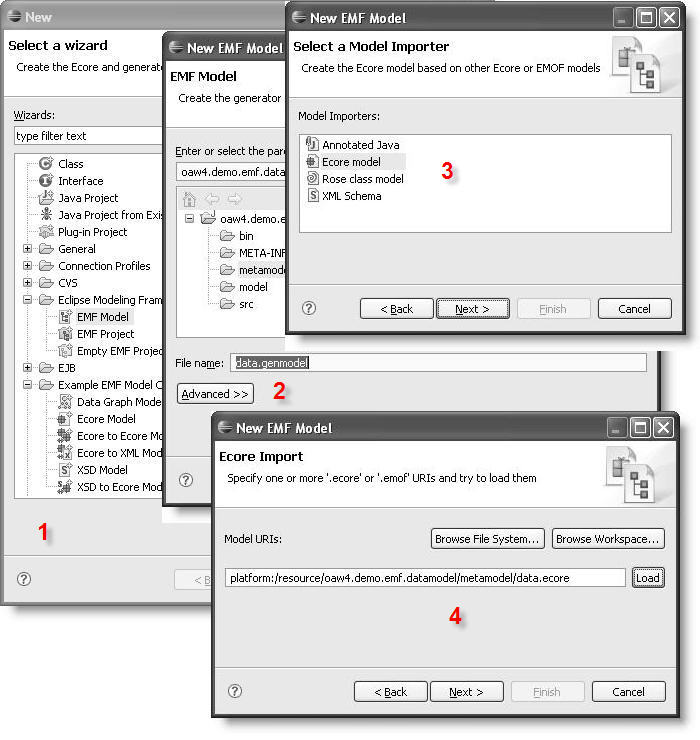 New
Select a wizard
Create the Ecore and generator
Wizards:
type filter text
Class
Interface
Java Project
Java Project from Exis
Plug-in Project
General
Connection Profiles
CVS
Eclipse Modeling Fram
EMF Model
EMF Project
Empty EMF Projec
EJB
Example EMF Model C
Data Graph Mode
Ecore Model
Ecore to Ecore Mo
Ecore to XML Mod
XSD Model
XSD to Ecore Mod
1
< B
New EMF Model
EMF Model
Create the generator
Enter or select the pare
oaw4.demo.emf.data
oaw4.demo.e
bin
META-INF
metamode
model
src
File name:
data.genmodel
Advanced >>
2
New EMF Model
Select a Model Importer
Create the Ecore model based on other Ecore or EMOF models
Model Importers:
Annotated Java
Ecore model
Rose class model
XML Schema
3
< Back
Next >
Finish
Cancel
New EMF Model
Ecore Import
Specify one or more '.ecore' or '.emof' URIs and try to load them
Model URIs:
Browse File System...
Browse Workspace...
platform:/resource/oaw4.demo.emf.datamodel/metamodel/data.ecore
Load
4
< Back
Next >
Finish
Cancel